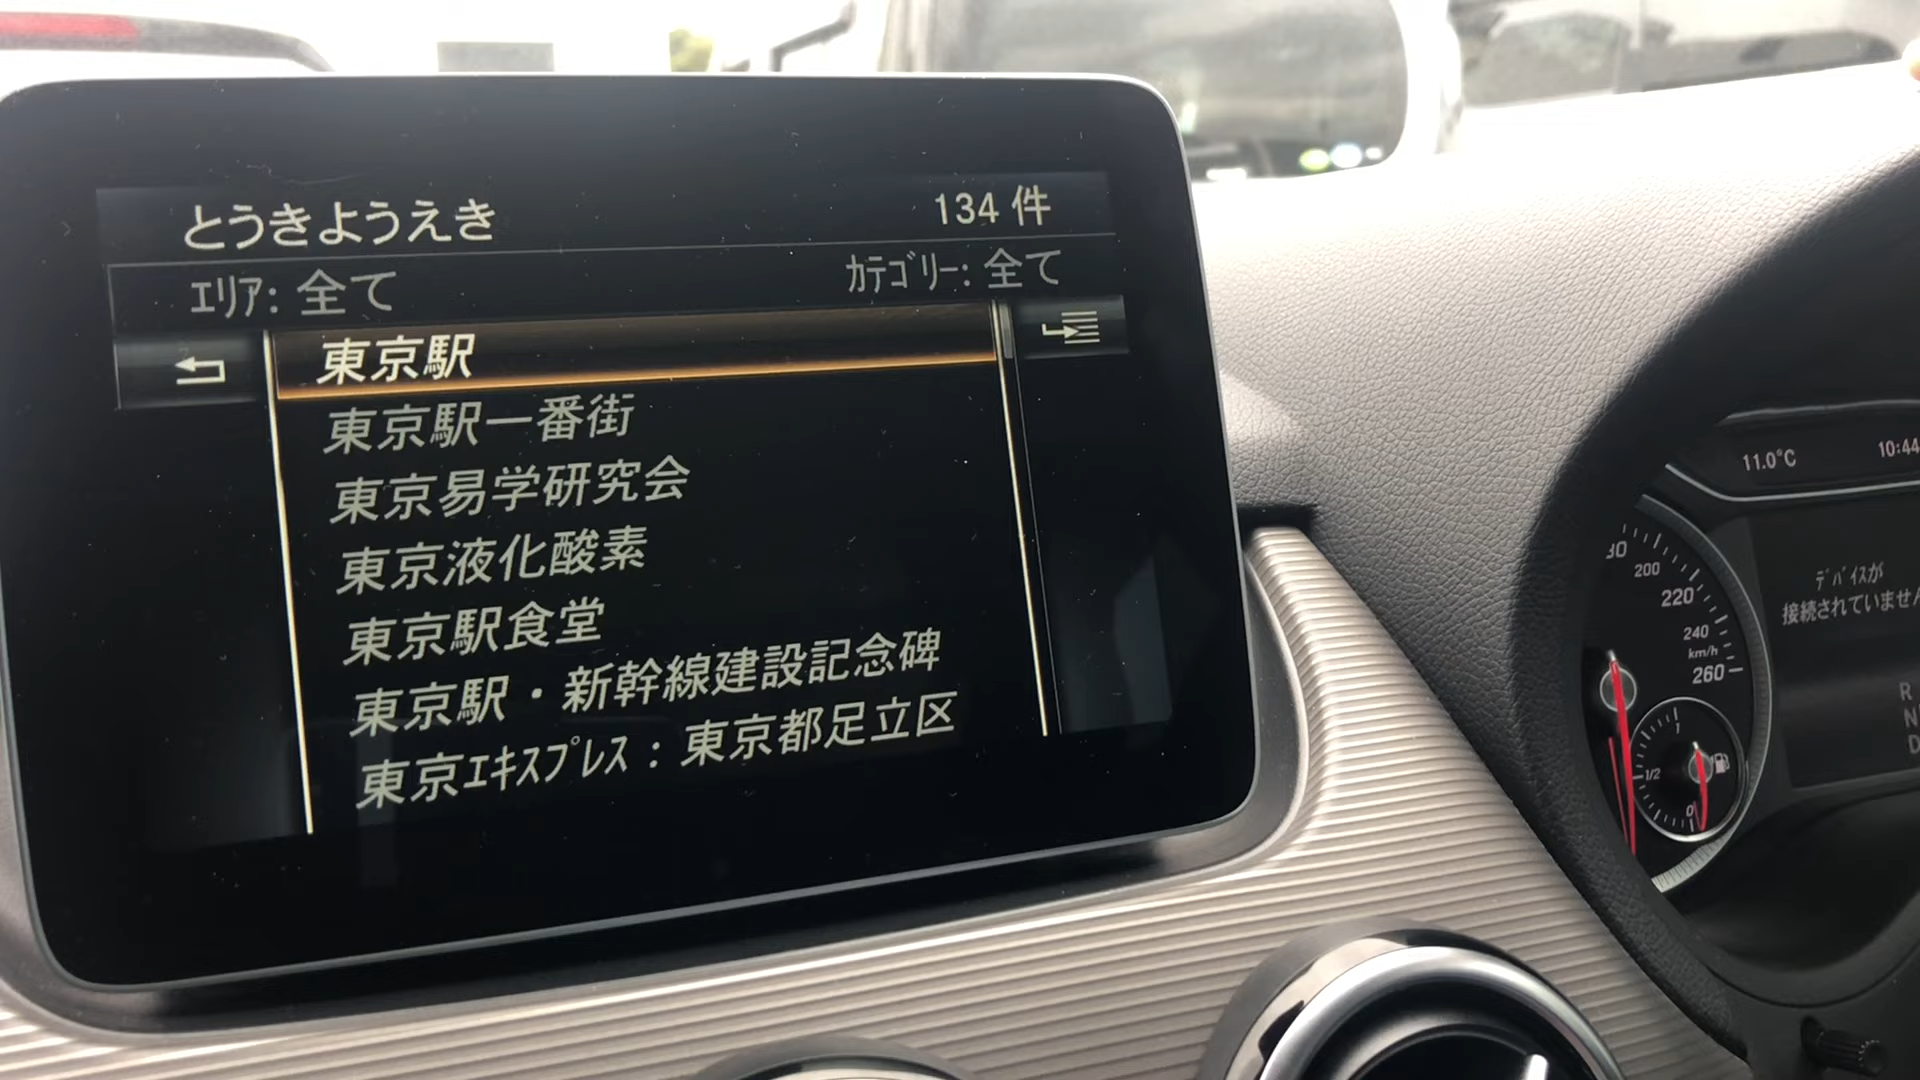 とうきようえき
134 件
エリア: 全て
カテゴリー: 全て
東京駅
東京駅一番街
東京易学研究会
東京液化酸素
東京駅食堂
東京駅・新幹線建設記念碑
東京エキスプレス：東京都足立区
11.0°C
10:44
200
220
240
km/h
260
1
1/2
0
デバイスが
接続されていません
R
N
D